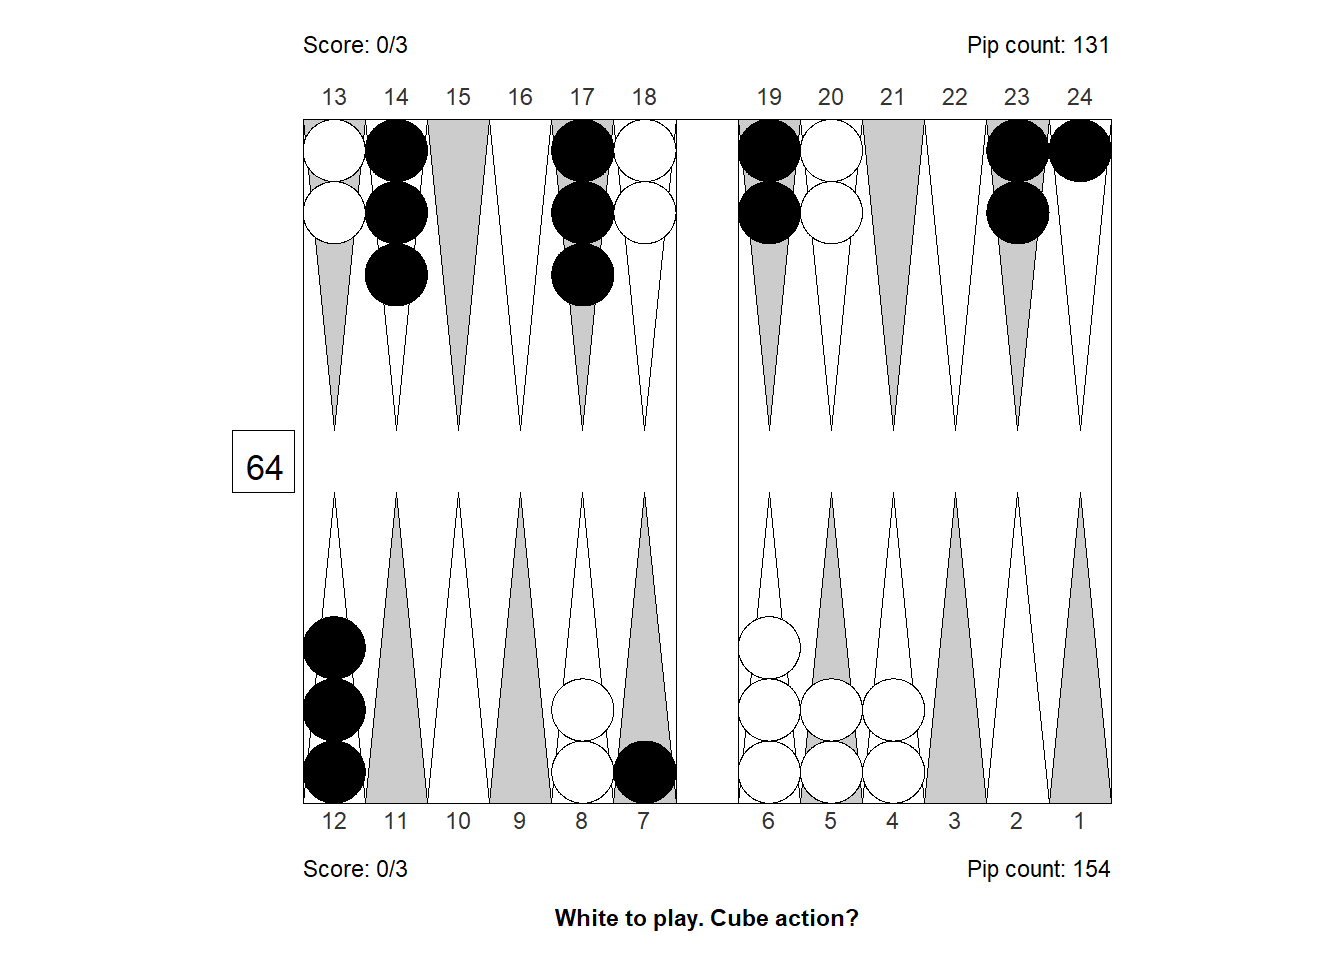 Score: 0/3 Pip count: 131
13 14 15 16 17 18 19 20 21 22 23 24
64
12 11 10 9 8 7 6 5 4 3 2 1
Score: 0/3 Pip count: 154
White to play. Cube action?